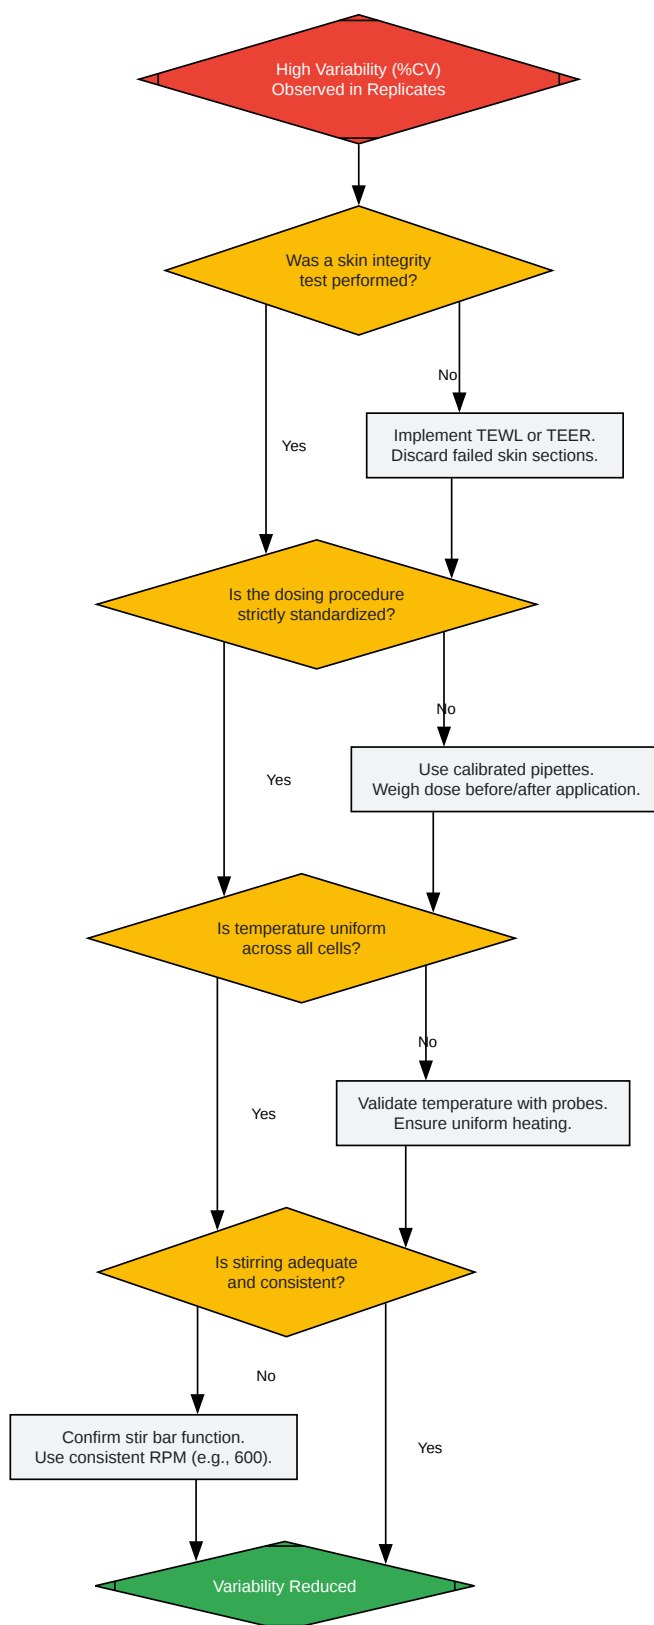 High Variability (%CV)
Observed in Replicates
Was a skin integrity
test performed?
No
Implement TEWL or TEER.
Discard failed skin sections.
Yes
Is the dosing procedure
strictly standardized?
No
Use calibrated pipettes.
Weigh dose before/after application.
Yes
Is temperature uniform
across all cells?
No
Validate temperature with probes.
Ensure uniform heating.
Yes
Is stirring adequate
and consistent?
No
Confirm stir bar function.
Use consistent RPM (e.g., 600).
Yes
Variability Reduced